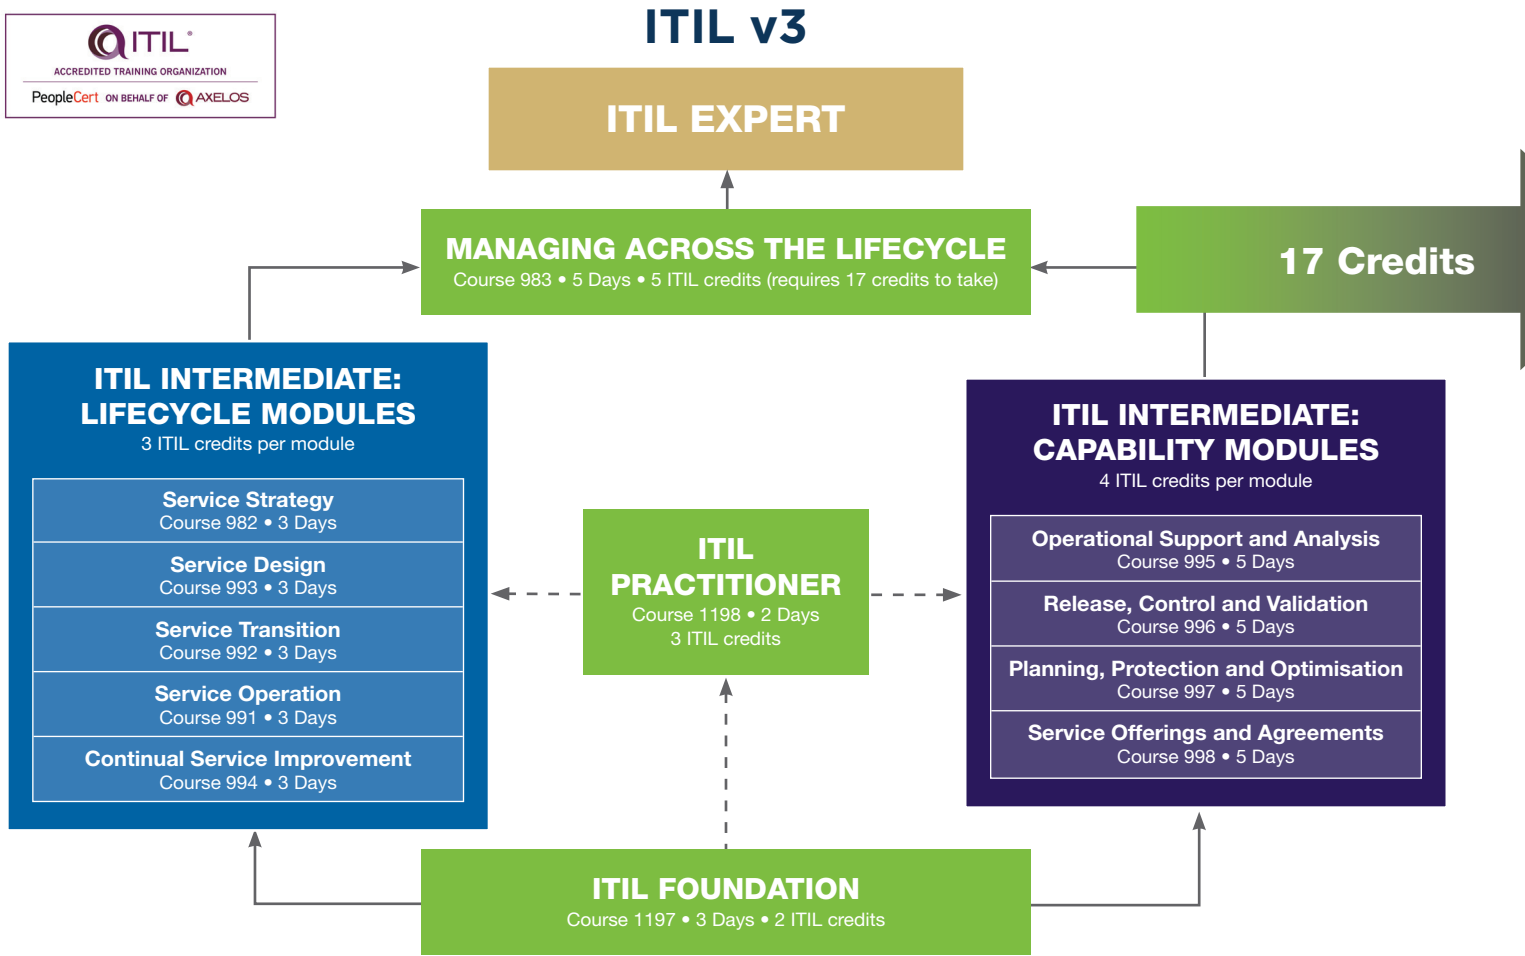 ITIL®
ACCREDITED TRAINING ORGANIZATION
PeopleCert ON BEHALF OF AXELOS
ITIL v3
ITIL EXPERT
MANAGING ACROSS THE LIFECYCLE
Course 983 • 5 Days • 5 ITIL credits (requires 17 credits to take)
17 Credits
ITIL INTERMEDIATE:
LIFECYCLE MODULES
3 ITIL credits per module
Service Strategy
Course 982 • 3 Days
Service Design
Course 993 • 3 Days
Service Transition
Course 992 • 3 Days
Service Operation
Course 991 • 3 Days
Continual Service Improvement
Course 994 • 3 Days
ITIL
PRACTITIONER
Course 1198 • 2 Days
3 ITIL credits
ITIL INTERMEDIATE:
CAPABILITY MODULES
4 ITIL credits per module
Operational Support and Analysis
Course 995 • 5 Days
Release, Control and Validation
Course 996 • 5 Days
Planning, Protection and Optimisation
Course 997 • 5 Days
Service Offerings and Agreements
Course 998 • 5 Days
ITIL FOUNDATION
Course 1197 • 3 Days • 2 ITIL credits